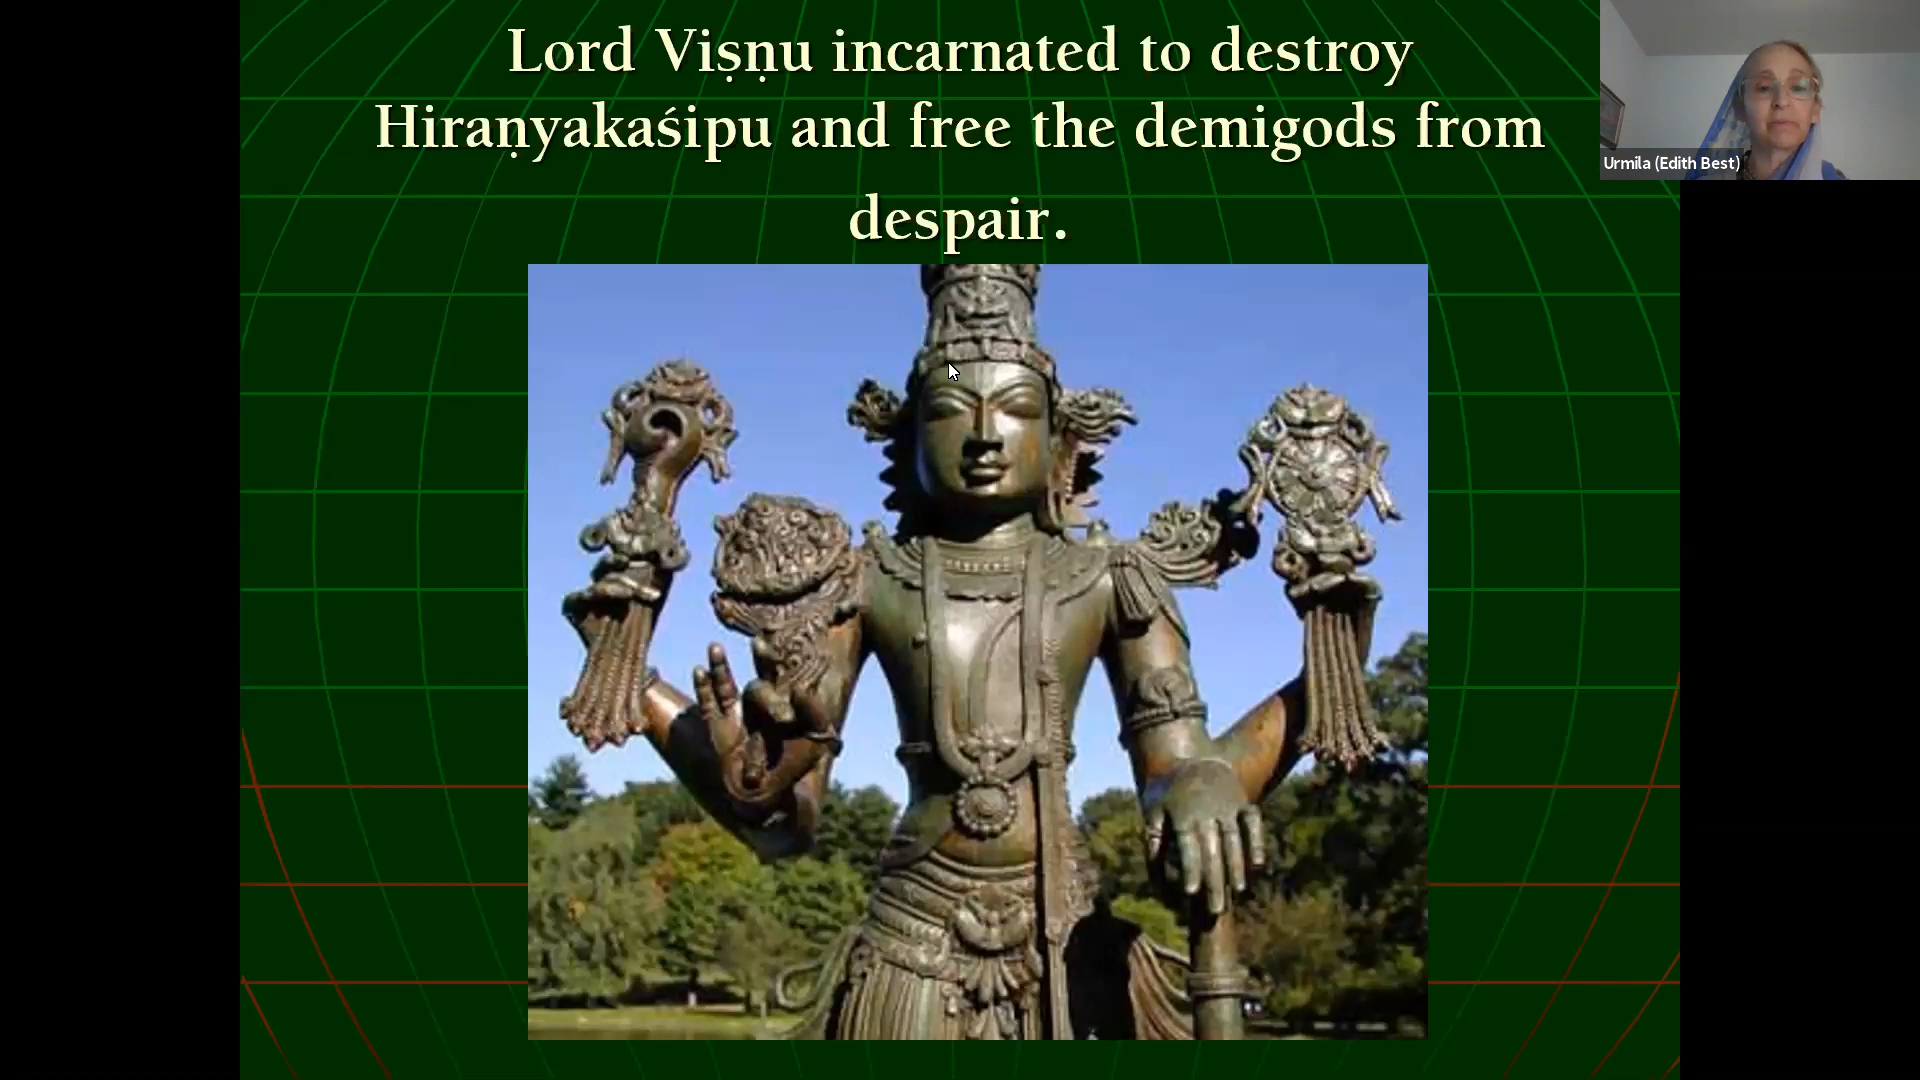 Lord Viṣṇu incarnated to destroy
Hiraṇyakaśipu and free the demigods from
despair.
Urmila (Edith Best)